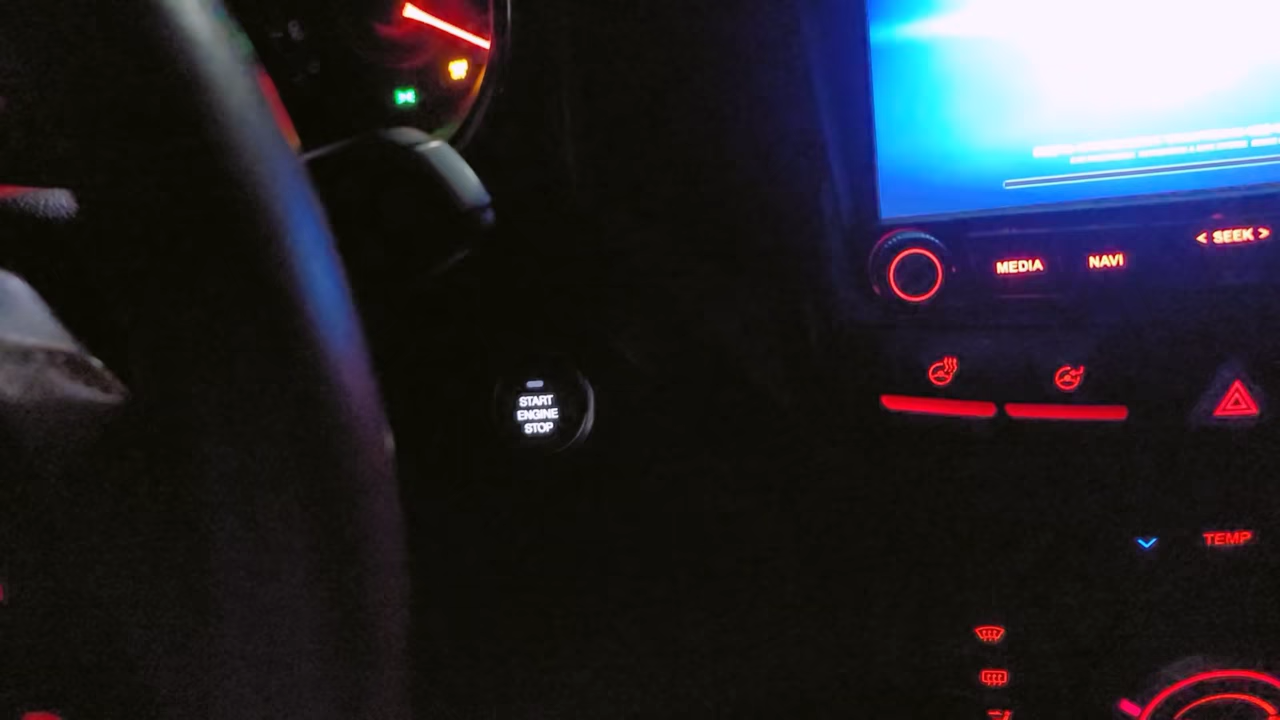 < SEEK >
MEDIA
NAVI
START
ENGINE
STOP
TEMP